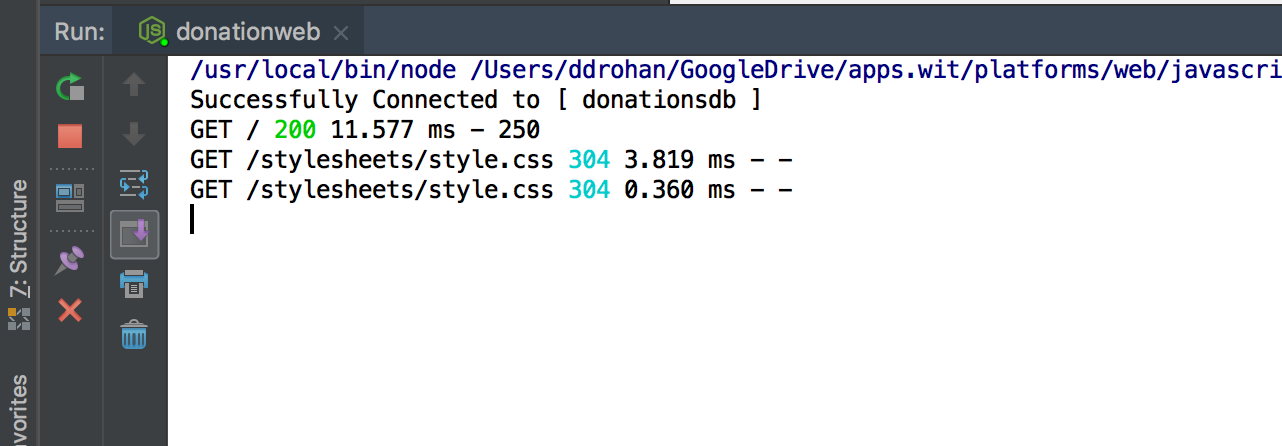 Run: donationweb
/usr/local/bin/node /Users/ddrohan/GoogleDrive/apps.wit/platforms/web/javascri
Successfully Connected to [ donationsdb ]
GET / 200 11.577 ms - 250
GET /stylesheets/style.css 304 3.819 ms - -
GET /stylesheets/style.css 304 0.360 ms - -
7: Structure
avorites